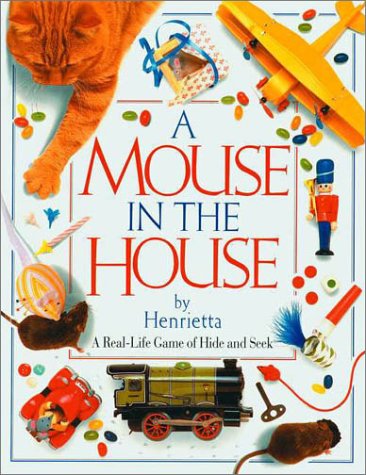 A
MOUSE
IN THE
HOUSE
by
Henrietta
A Real-Life Game of Hide and Seek